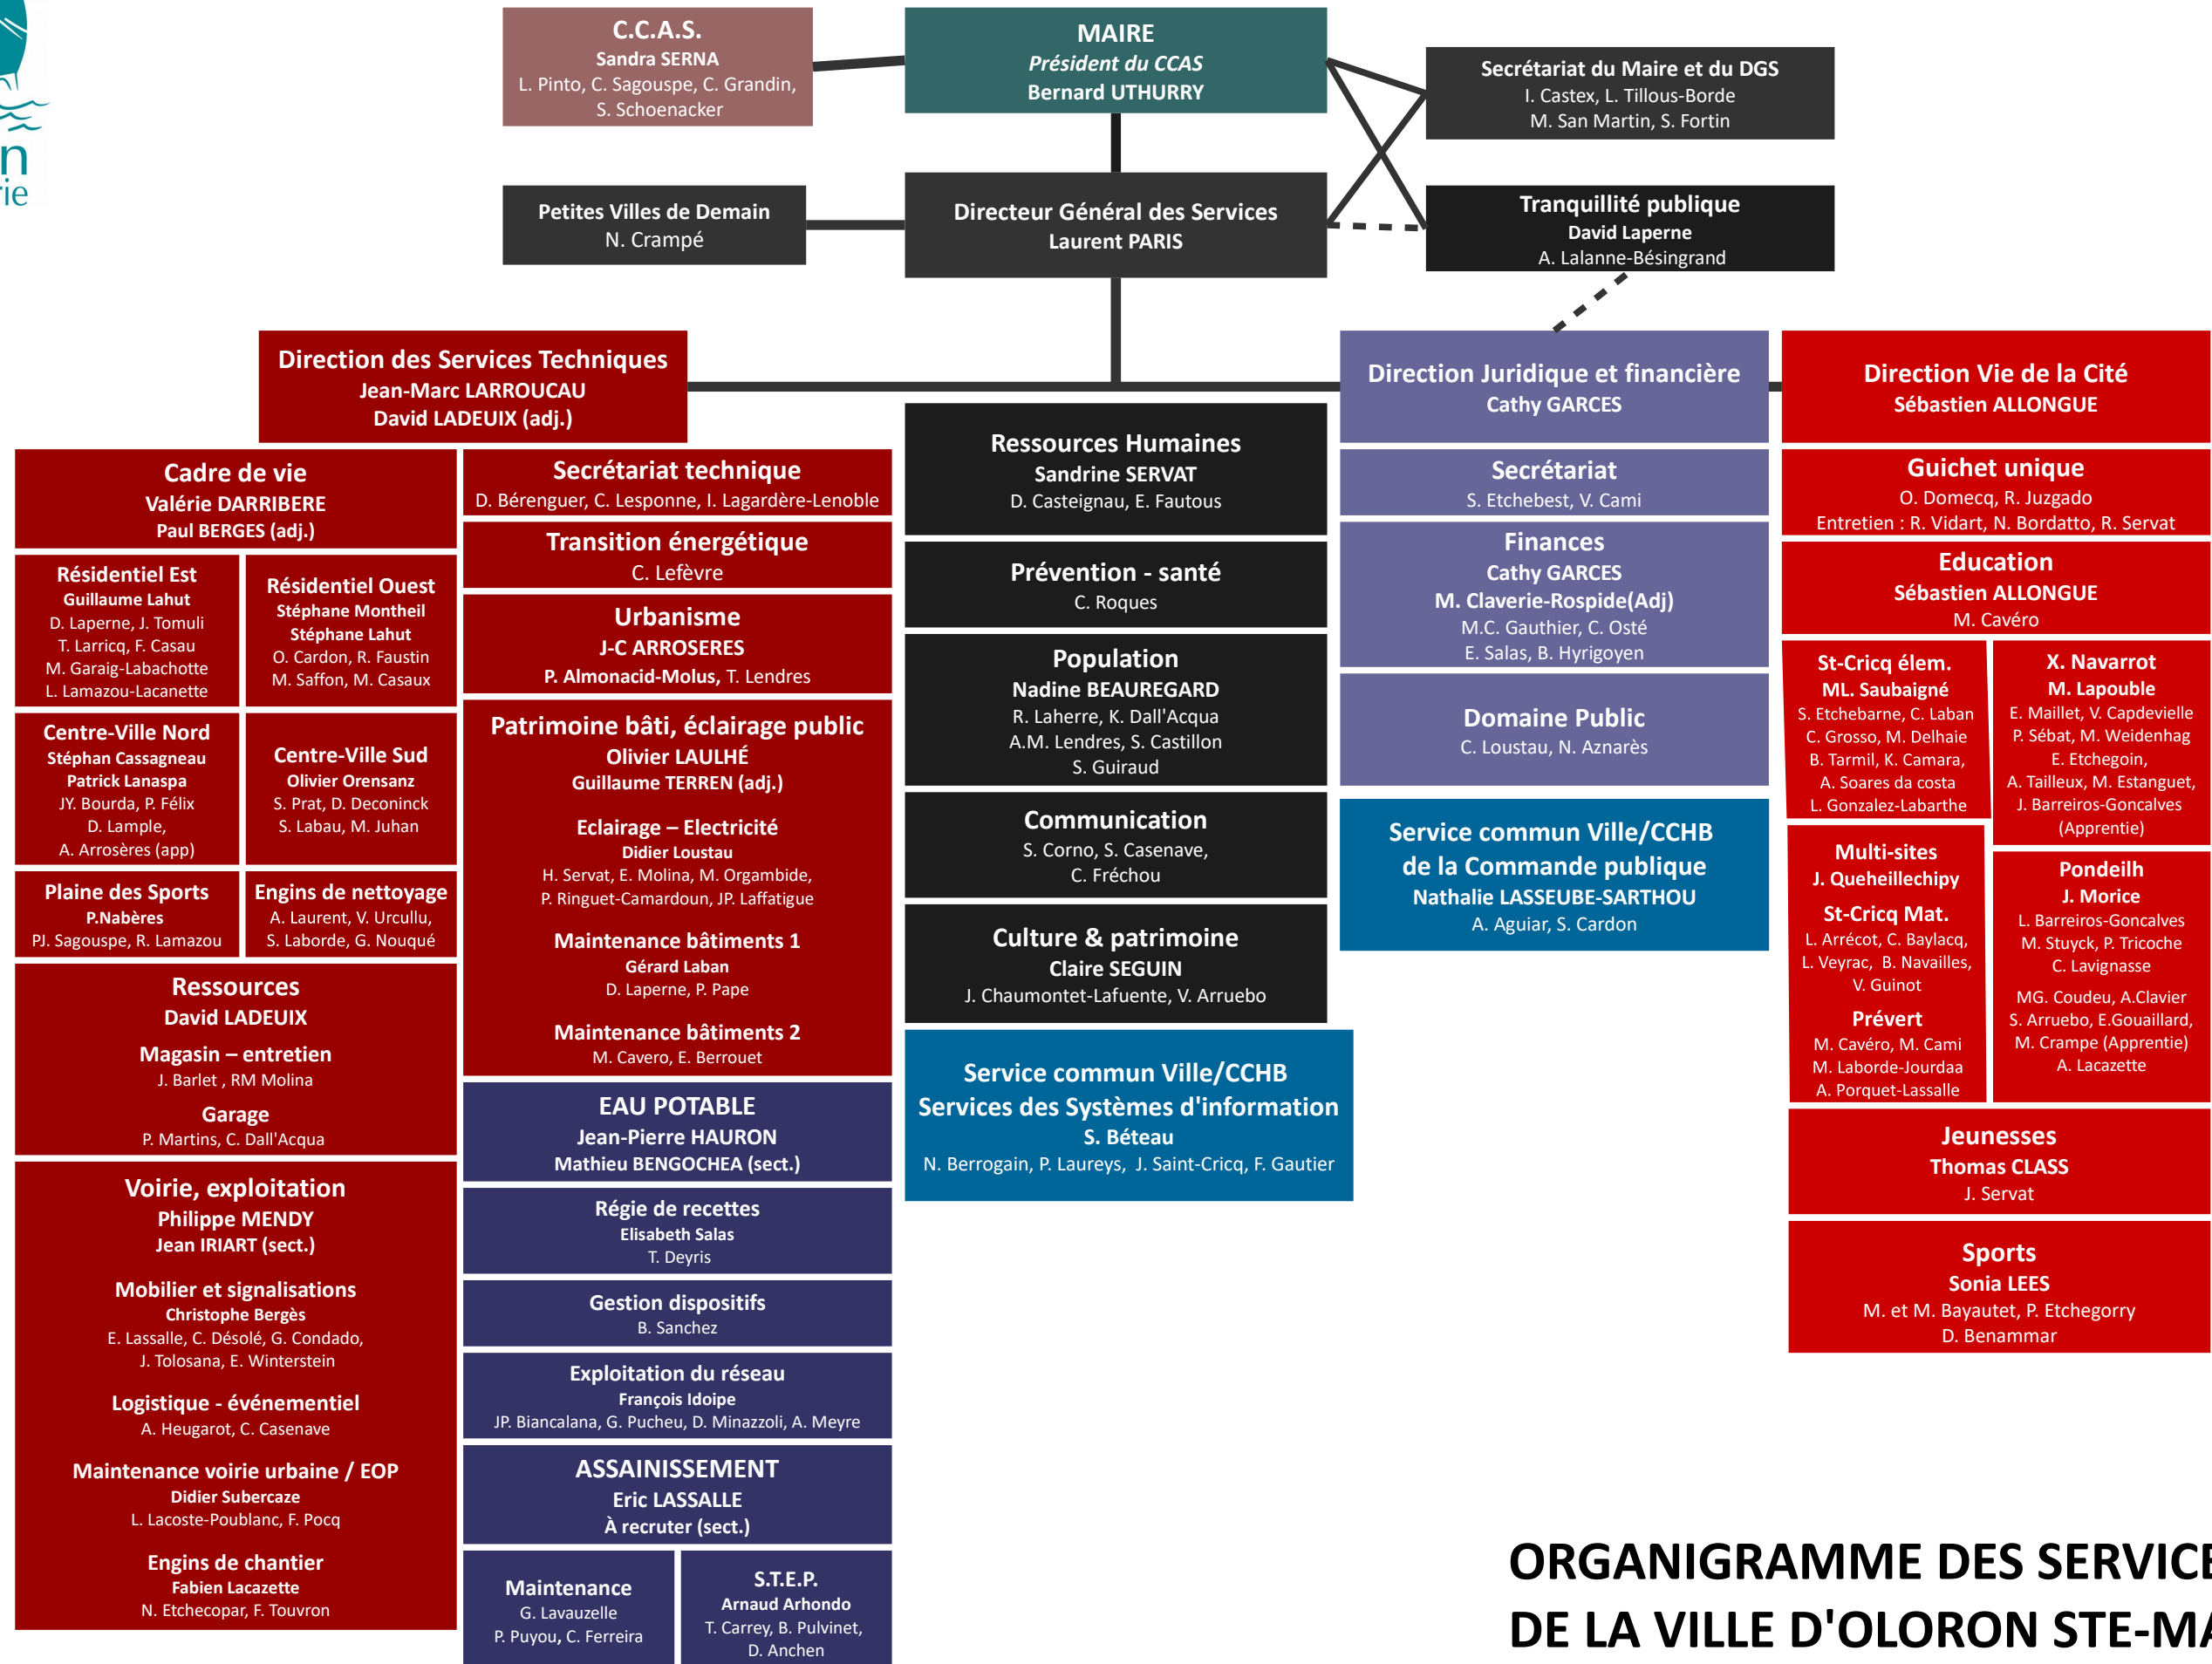 n
rie
C.C.A.S.
Sandra SERNA
L. Pinto, C. Sagouspe, C. Grandin,
S. Schoenacker
MAIRE
Président du CCAS
Bernard UTHURRY
Secrétariat du Maire et du DGS
I. Castex, L. Tillous-Borde
M. San Martin, S. Fortin
Petites Villes de Demain
N. Crampé
Directeur Général des Services
Laurent PARIS
Tranquillité publique
David Laperne
A. Lalanne-Bésingrand
Direction des Services Techniques
Jean-Marc LARROUCAU
David LADEUIX (adj.)
Cadre de vie
Valérie DARRIBERE
Paul BERGES (adj.)
Résidentiel Est
Guillaume Lahut
D. Laperne, J. Tomuli
T. Larricq, F. Casau
M. Garaig-Labachotte
L. Lamazou-Lacanette
Résidentiel Ouest
Stéphane Montheil
Stéphane Lahut
O. Cardon, R. Faustin
M. Saffon, M. Casaux
Centre-Ville Nord
Stéphan Cassagneau
Patrick Lanaspa
JY. Bourda, P. Félix
D. Lample,
A. Arrosères (app)
Centre-Ville Sud
Olivier Orensanz
S. Prat, D. Deconinck
S. Labau, M. Juhan
Plaine des Sports
P.Nabères
PJ. Sagouspe, R. Lamazou
Engins de nettoyage
A. Laurent, V. Urcullu,
S. Laborde, G. Nouqué
Ressources
David LADEUIX
Magasin – entretien
J. Barlet , RM Molina
Garage
P. Martins, C. Dall'Acqua
Voirie, exploitation
Philippe MENDY
Jean IRIART (sect.)
Mobilier et signalisations
Christophe Bergès
E. Lassalle, C. Désolé, G. Condado,
J. Tolosana, E. Winterstein
Logistique - événementiel
A. Heugarot, C. Casenave
Maintenance voirie urbaine / EOP
Didier Subercaze
L. Lacoste-Poublanc, F. Pocq
Engins de chantier
Fabien Lacazette
N. Etchecopar, F. Touvron
Secrétariat technique
D. Bérenguer, C. Lesponne, I. Lagardère-Lenoble
Transition énergétique
C. Lefèvre
Urbanisme
J-C ARROSERES
P. Almonacid-Molus, T. Lendres
Patrimoine bâti, éclairage public
Olivier LAULHÉ
Guillaume TERREN (adj.)
Eclairage – Electricité
Didier Loustau
H. Servat, E. Molina, M. Orgambide,
P. Ringuet-Camardoun, JP. Laffatigue
Maintenance bâtiments 1
Gérard Laban
D. Laperne, P. Pape
Maintenance bâtiments 2
M. Cavero, E. Berrouet
EAU POTABLE
Jean-Pierre HAURON
Mathieu BENGOCHEA (sect.)
Régie de recettes
Elisabeth Salas
T. Deyris
Gestion dispositifs
B. Sanchez
Exploitation du réseau
François Idoipe
JP. Biancalana, G. Pucheu, D. Minazzoli, A. Meyre
ASSAINISSEMENT
Eric LASSALLE
À recruter (sect.)
Maintenance
G. Lavauzelle
P. Puyou, C. Ferreira
S.T.E.P.
Arnaud Arhondo
T. Carrey, B. Pulvinet,
D. Anchen
Ressources Humaines
Sandrine SERVAT
D. Casteignau, E. Fautous
Prévention - santé
C. Roques
Population
Nadine BEAUREGARD
R. Laherre, K. Dall'Acqua
A.M. Lendres, S. Castillon
S. Guiraud
Communication
S. Corno, S. Casenave,
C. Fréchou
Culture & patrimoine
Claire SEGUIN
J. Chaumontet-Lafuente, V. Arruebo
Service commun Ville/CCHB
Services des Systèmes d'information
S. Béteau
N. Berrogain, P. Laureys, J. Saint-Cricq, F. Gautier
Direction Juridique et financière
Cathy GARCES
Secrétariat
S. Etchebest, V. Cami
Finances
Cathy GARCES
M. Claverie-Rospide(Adj)
M.C. Gauthier, C. Osté
E. Salas, B. Hyrigoyen
Domaine Public
C. Loustau, N. Aznarès
Service commun Ville/CCHB
de la Commande publique
Nathalie LASSEUBE-SARTHOU
A. Aguiar, S. Cardon
Direction Vie de la Cité
Sébastien ALLONGUE
Guichet unique
O. Domecq, R. Juzgado
Entretien : R. Vidart, N. Bordatto, R. Servat
Education
Sébastien ALLONGUE
M. Cavéro
St-Cricq élem.
ML. Saubaigné
S. Etchebarne, C. Laban
C. Grosso, M. Delhaie
B. Tarmil, K. Camara,
A. Soares da costa
L. Gonzalez-Labarthe
X. Navarrot
M. Lapouble
E. Maillet, V. Capdevielle
P. Sébat, M. Weidenhag
E. Etchegoin,
A. Tailleux, M. Estanguet,
J. Barreiros-Goncalves
(Apprentie)
Multi-sites
J. Queheillechipy
St-Cricq Mat.
L. Arrécot, C. Baylacq,
L. Veyrac, B. Navailles,
V. Guinot
Prévert
M. Cavéro, M. Cami
M. Laborde-Jourdaa
A. Porquet-Lassalle
Pondeilh
J. Morice
L. Barreiros-Goncalves
M. Stuyck, P. Tricoche
C. Lavignasse
MG. Coudeu, A.Clavier
S. Arruebo, E.Gouaillard,
M. Crampe (Apprentie)
A. Lacazette
Jeunesses
Thomas CLASS
J. Servat
Sports
Sonia LEES
M. et M. Bayautet, P. Etchegorry
D. Benammar
ORGANIGRAMME DES SERVICE
DE LA VILLE D'OLORON STE-MA